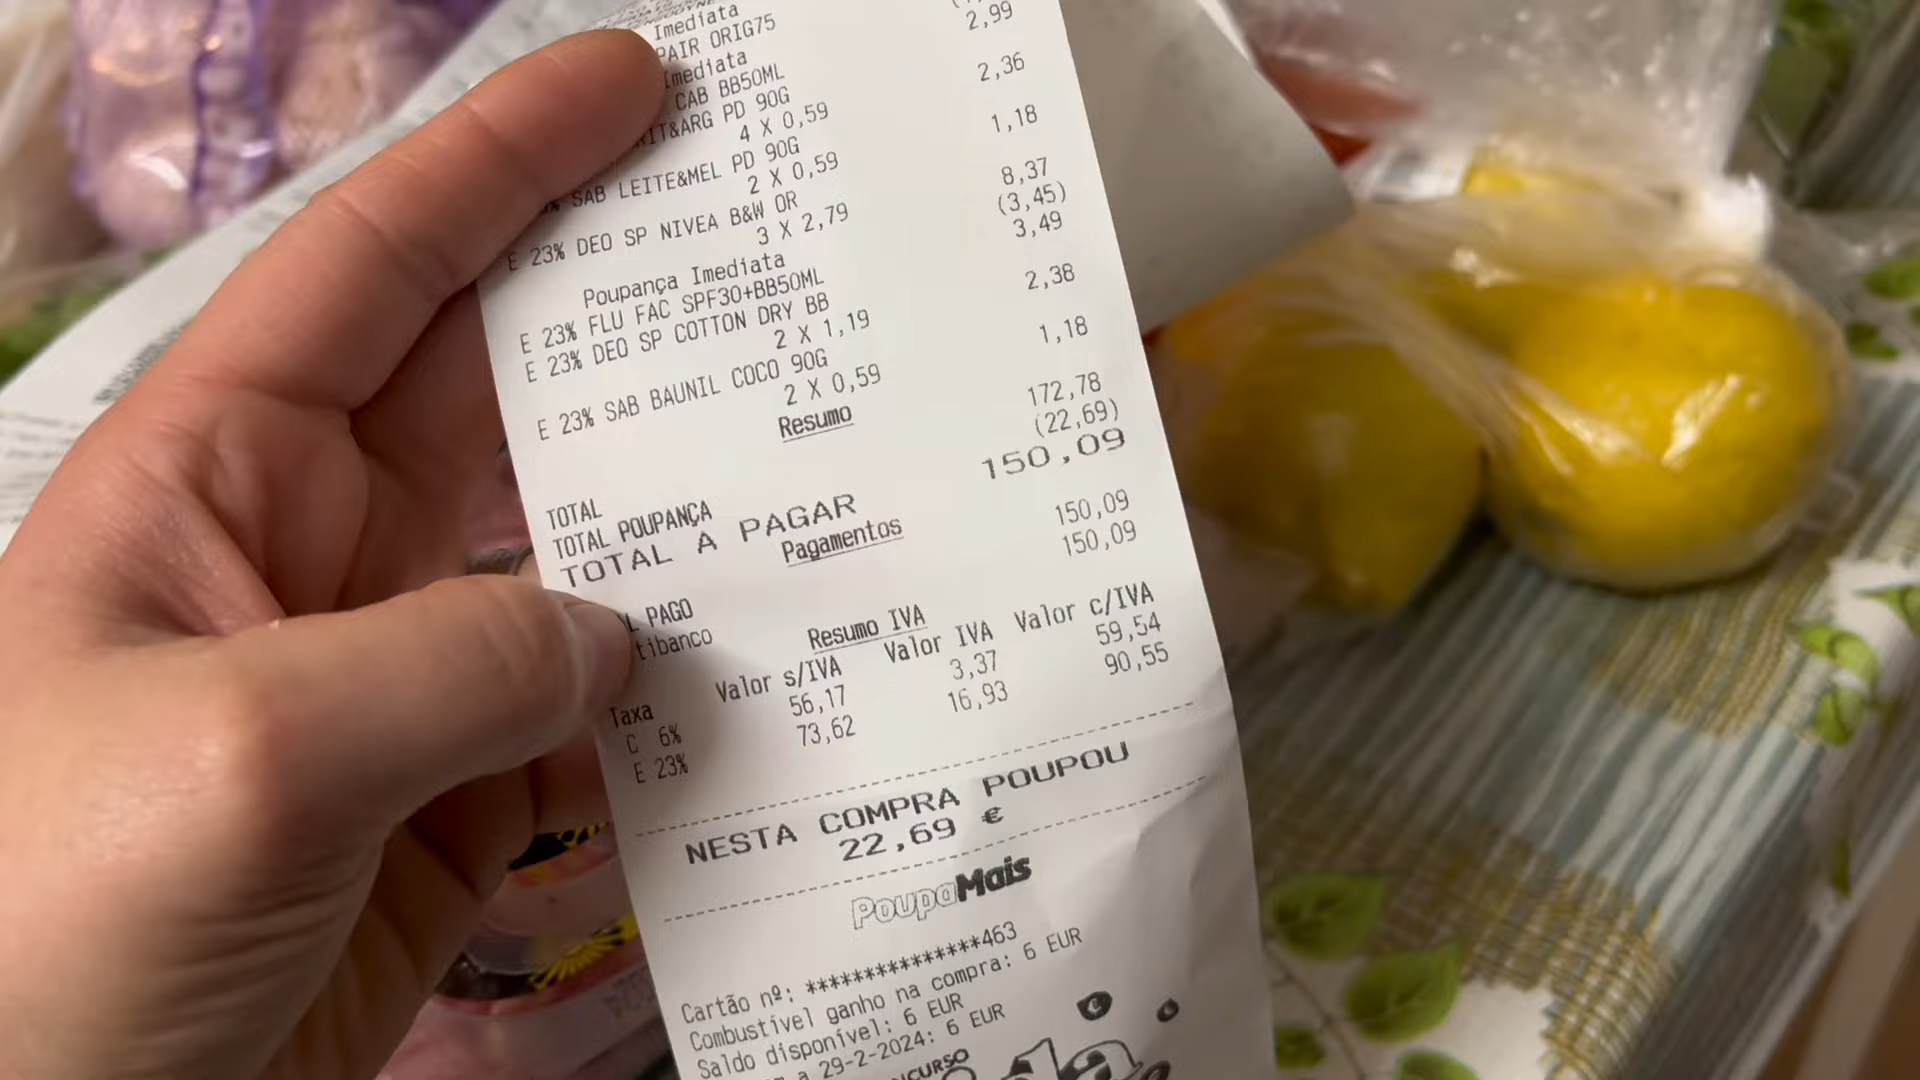 Imediata
PAIR ORIG75 2,99
Imediata
CAB BB50ML
IT&ARG PD 90G
4 X 0,59 2,36
SAB LEITE&MEL PD 90G
2 X 0,59 1,18
E 23% DEO SP NIVEA B&W OR
3 X 2,79 8,37
Poupança Imediata (3,45)
E 23% FLU FAC SPF30+BB50ML 3,49
E 23% DEO SP COTTON DRY BB
2 X 1,19 2,38
E 23% SAB BAUNIL COCO 90G
2 X 0,59 1,18
Resumo
TOTAL 172,78
TOTAL POUPANÇA (22,69)
TOTAL A PAGAR 150,09
Pagamentos
L PAGO 150,09
tibanco 150,09
Resumo IVA
Taxa Valor s/IVA Valor IVA Valor c/IVA
C 6% 56,17 3,37 59,54
E 23% 73,62 16,93 90,55
NESTA COMPRA POUPOU
22,69 €
PoupaMais
Cartão nº: ***************463
Combustível ganho na compra: 6 EUR
Saldo disponível: 6 EUR
a 29-2-2024: 6 EUR